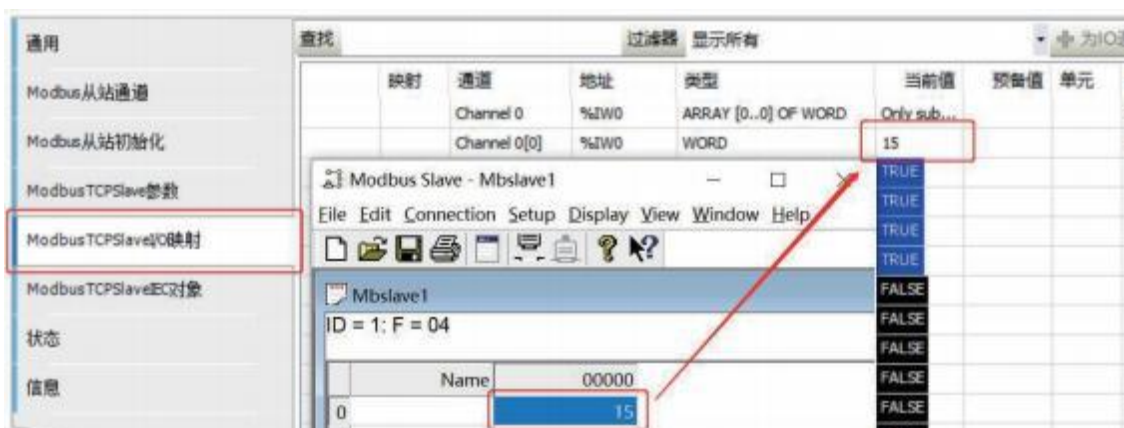 通用
Modbus从站通道
Modbus从站初始化
ModbusTCPSlave参数
ModbusTCPSlaveI/O映射
ModbusTCPSlaveIEC对象
状态
信息
查找 过滤器 显示所有 为IO
映射 通道 地址 类型 当前值 预备值 单元
Channel 0 %IW0 ARRAY [0..0] OF WORD Only sub...
Channel 0[0] %IW0 WORD 15
TRUE
TRUE
TRUE
TRUE
FALSE
FALSE
FALSE
FALSE
FALSE
Modbus Slave - Mbslave1
File Edit Connection Setup Display View Window Help
Mbslave1
ID = 1: F = 04
Name 00000
0 15